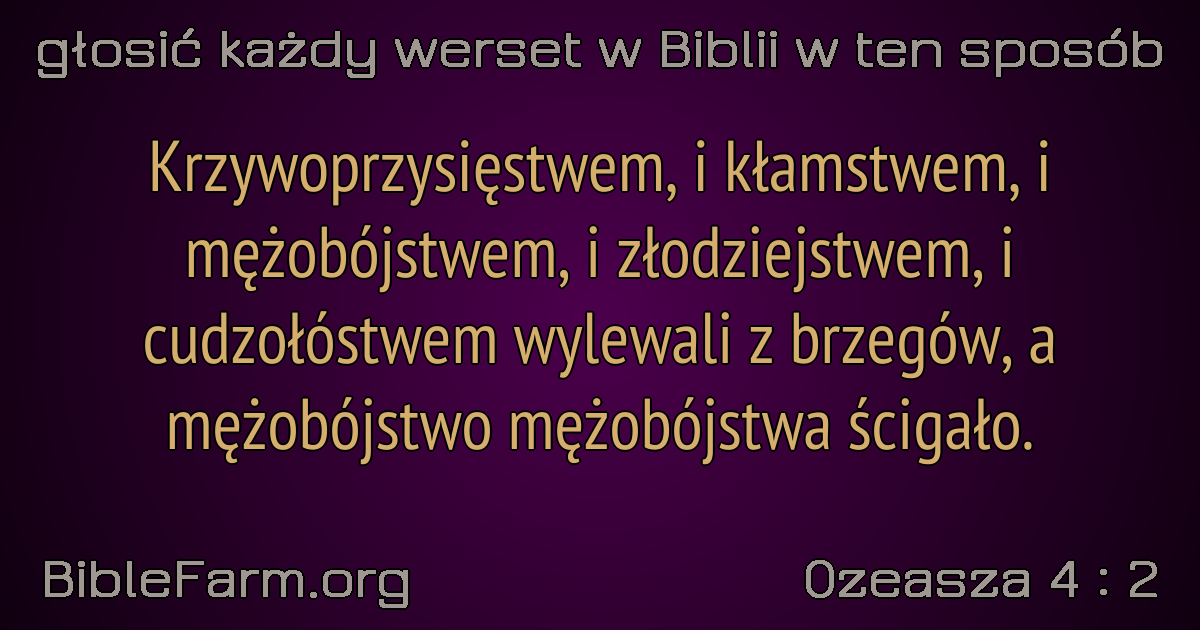 głosić każdy werset w Biblii w ten sposób
Krzywoprzysięstwem, i kłamstwem, i
mężobójstwem, i złodziejstwem, i
cudzołóstwem wylewali z brzegów, a
mężobójstwo mężobójstwa ścigało.
BibleFarm.org
Ozeasza 4 : 2